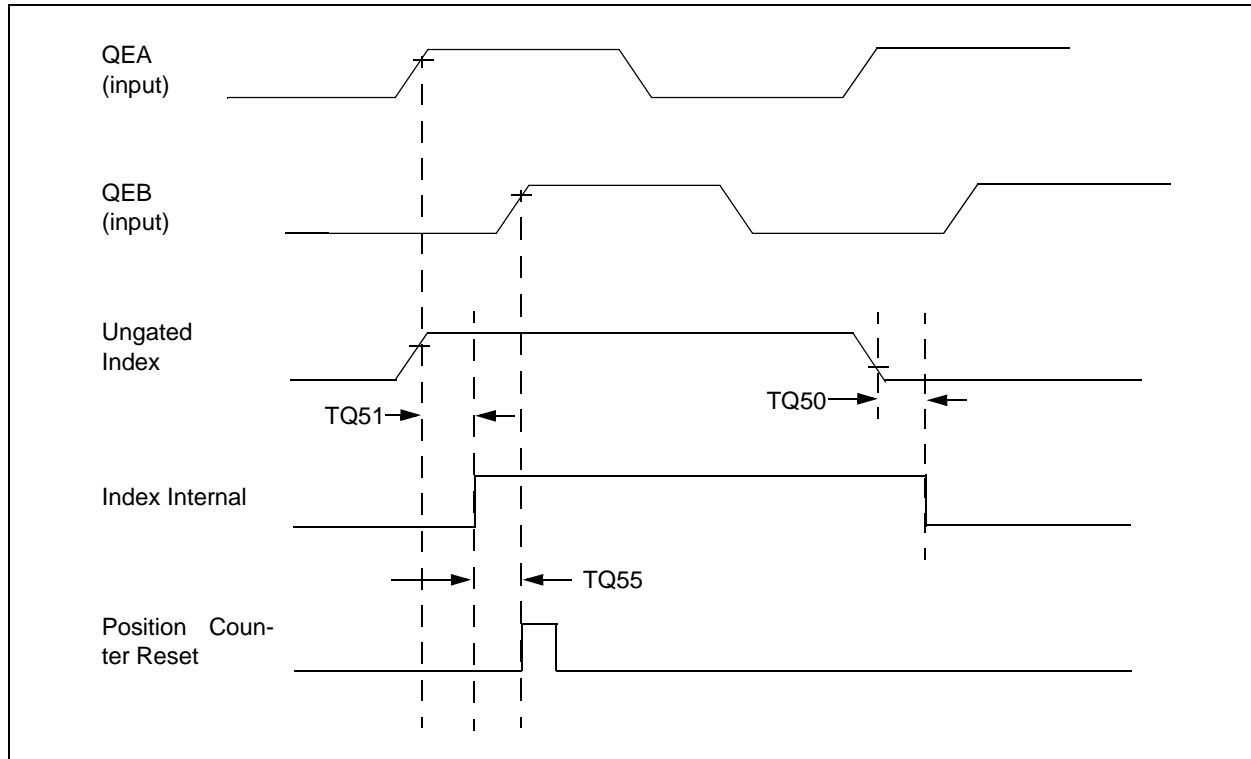 QEA
(input)
QEB
(input)
Ungated
Index
TQ51
TQ50
Index Internal
TQ55
Position Coun-
ter Reset